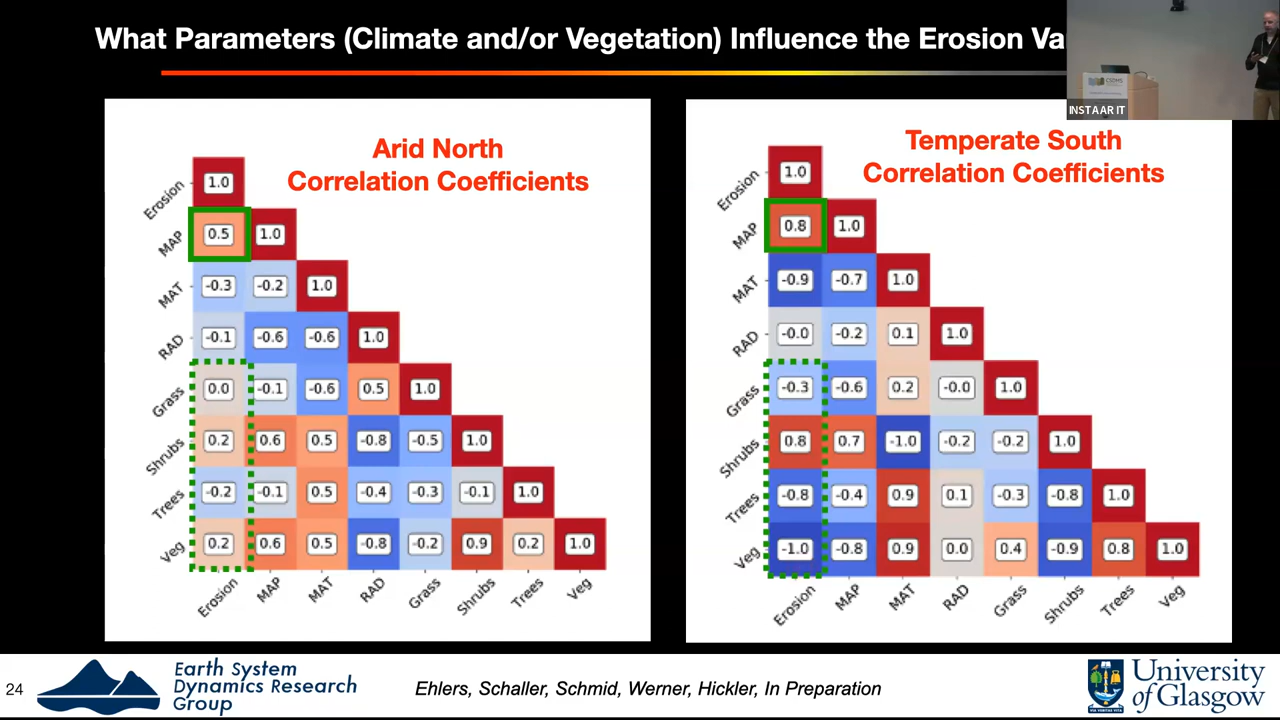 What Parameters (Climate and/or Vegetation) Influence the Erosion
INSTAAR IT
Arid North
Correlation Coefficients
Erosion 1.0
MAP 0.5 1.0
MAT -0.3 -0.2 1.0
RAD -0.1 -0.6 -0.6 1.0
Grass 0.0 -0.1 -0.6 0.5 1.0
Shrubs 0.2 0.6 0.5 -0.8 -0.5 1.0
Trees -0.2 -0.1 0.5 -0.4 -0.3 -0.1 1.0
Veg 0.2 0.6 0.5 -0.8 -0.2 0.9 0.2 1.0
Erosion MAP MAT RAD Grass Shrubs Trees Veg
Temperate South
Correlation Coefficients
Erosion 1.0
MAP 0.8 1.0
MAT -0.9 -0.7 1.0
RAD -0.0 -0.2 0.1 1.0
Grass -0.3 -0.6 0.2 -0.0 1.0
Shrubs 0.8 0.7 -1.0 -0.2 -0.2 1.0
Trees -0.8 -0.4 0.9 0.1 -0.3 -0.8 1.0
Veg -1.0 -0.8 0.9 0.0 0.4 -0.9 0.8 1.0
Erosion MAP MAT RAD Grass Shrubs Trees Veg
24
Earth System
Dynamics Research
Group
Ehlers, Schaller, Schmid, Werner, Hickler, In Preparation
University
of Glasgow